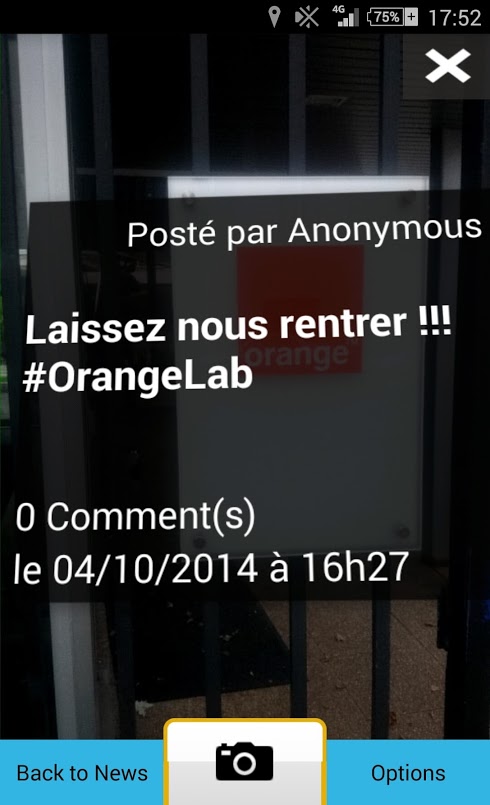 4G 75% 17:52
Posté par Anonymous
Laissez nous rentrer !!!
#OrangeLab
orange
0 Comment(s)
le 04/10/2014 à 16h27
Back to News
Options